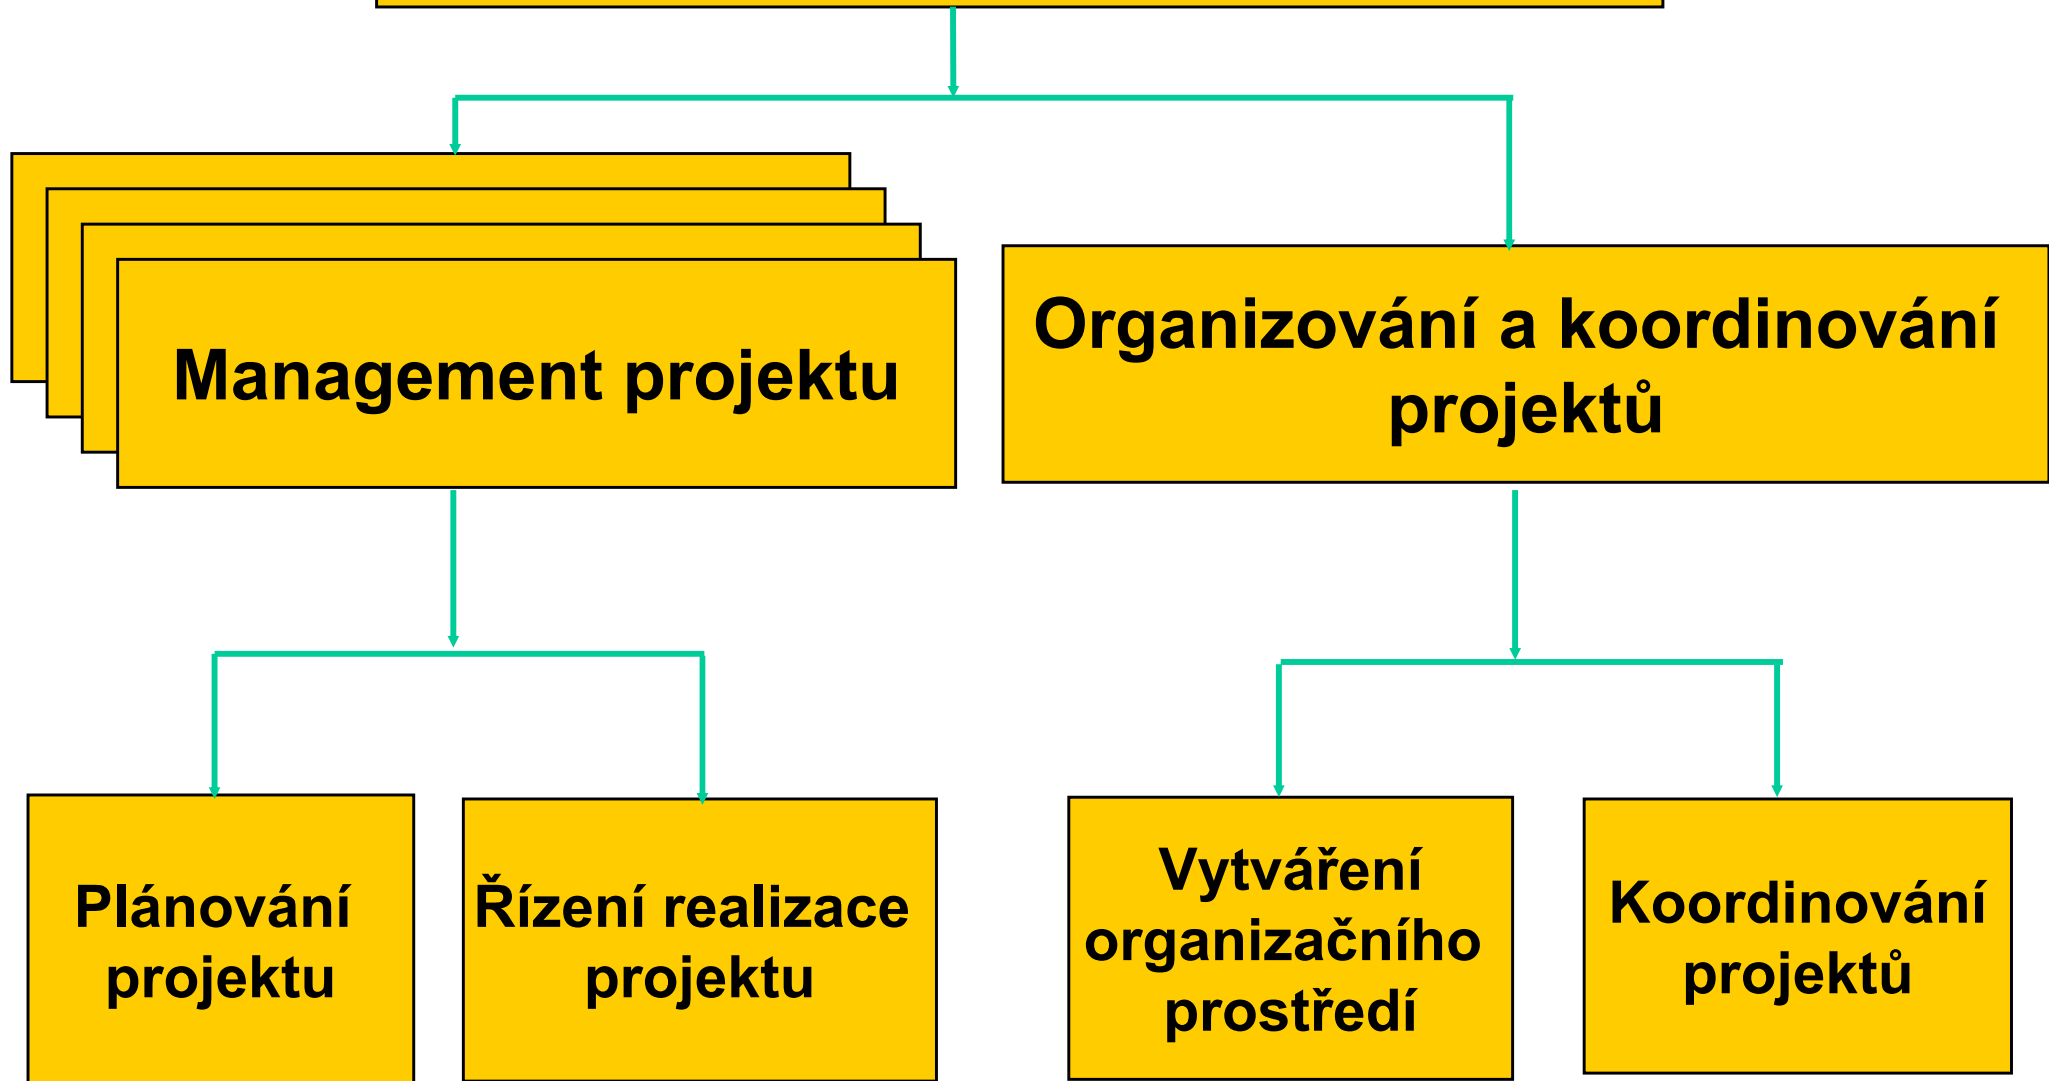 Management projektu
Organizování a koordinování
projektů
Plánování
projektu
Řízení realizace
projektu
Vytváření
organizačního
prostředí
Koordinování
projektů